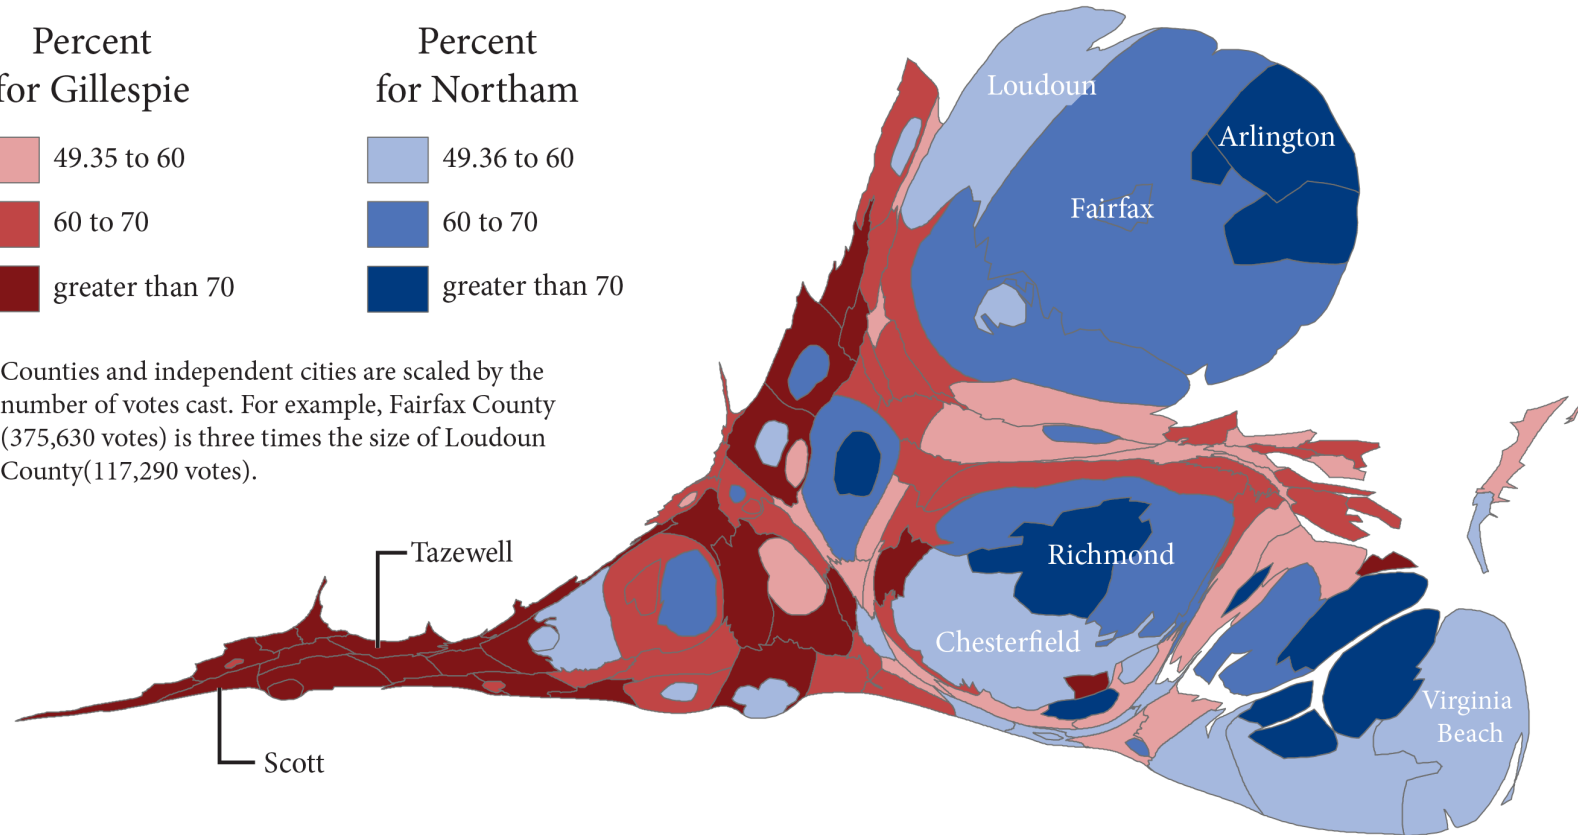 Percent
for Gillespie
49.35 to 60
60 to 70
greater than 70
Percent
for Northam
49.36 to 60
60 to 70
greater than 70
Counties and independent cities are scaled by the
number of votes cast. For example, Fairfax County
(375,630 votes) is three times the size of Loudoun
County(117,290 votes).
Loudoun
Arlington
Fairfax
Richmond
Chesterfield
Tazewell
Scott
Virginia
Beach